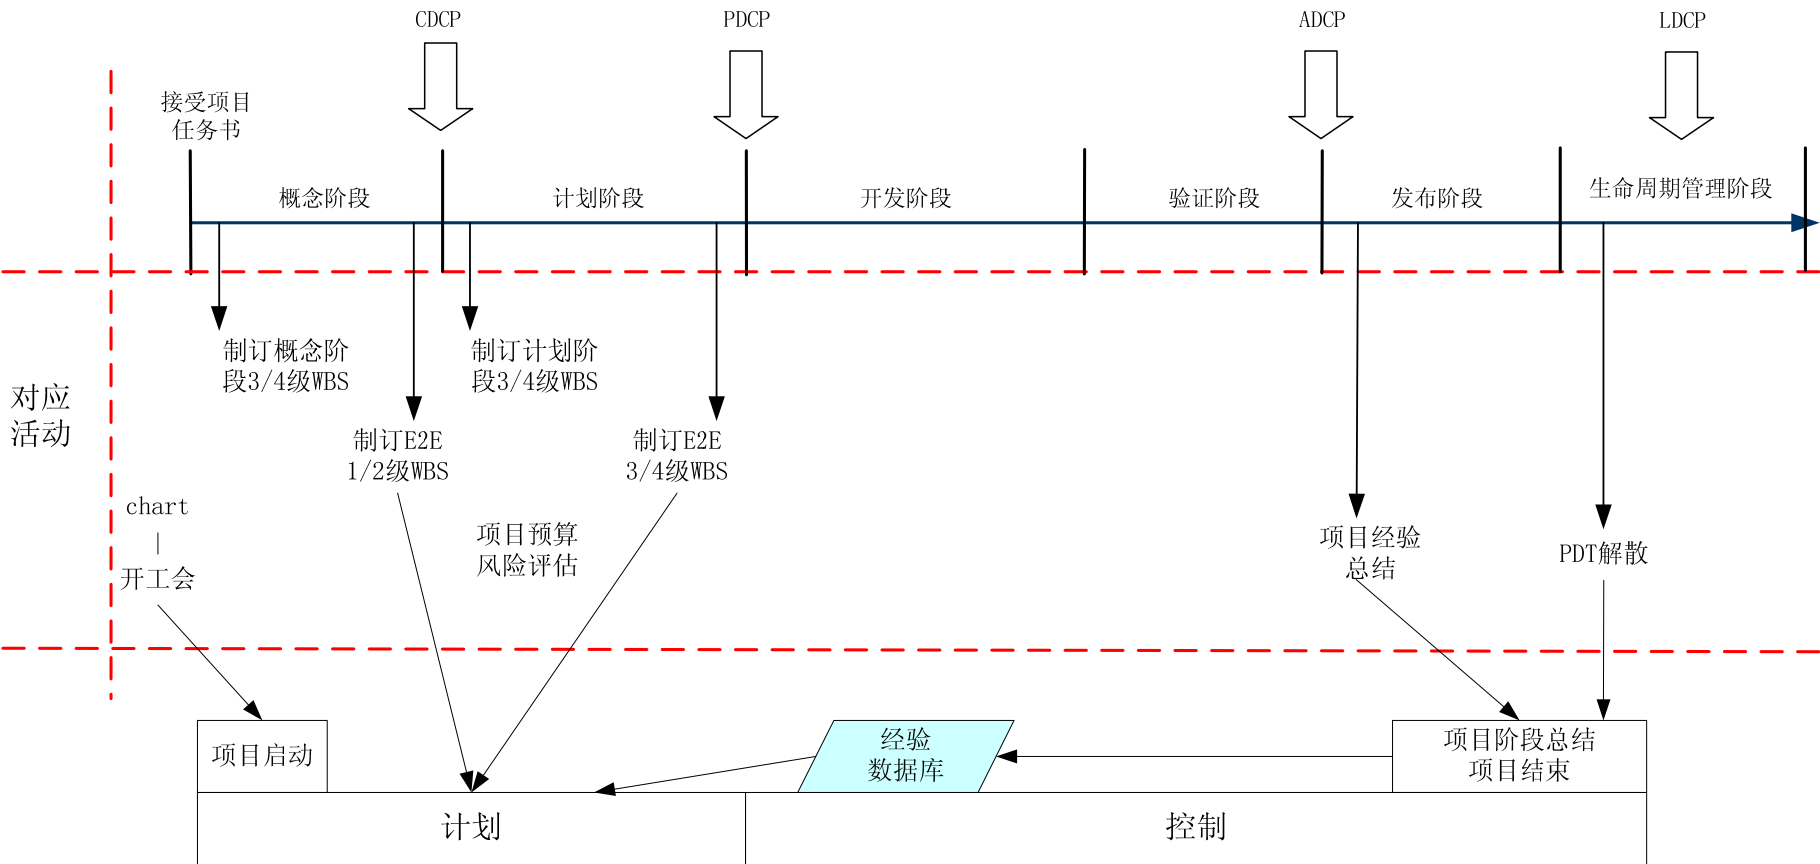 CDCP
PDCP
ADCP
LDCP
接受项目
任务书
概念阶段
计划阶段
开发阶段
验证阶段
发布阶段
生命周期管理阶段
对应
活动
制订概念阶
段3/4级WBS
制订计划阶
段3/4级WBS
制订E2E
1/2级WBS
制订E2E
3/4级WBS
chart
开工会
项目预算
风险评估
项目经验
总结
PDT解散
项目启动
经验
数据库
项目阶段总结
项目结束
计划
控制